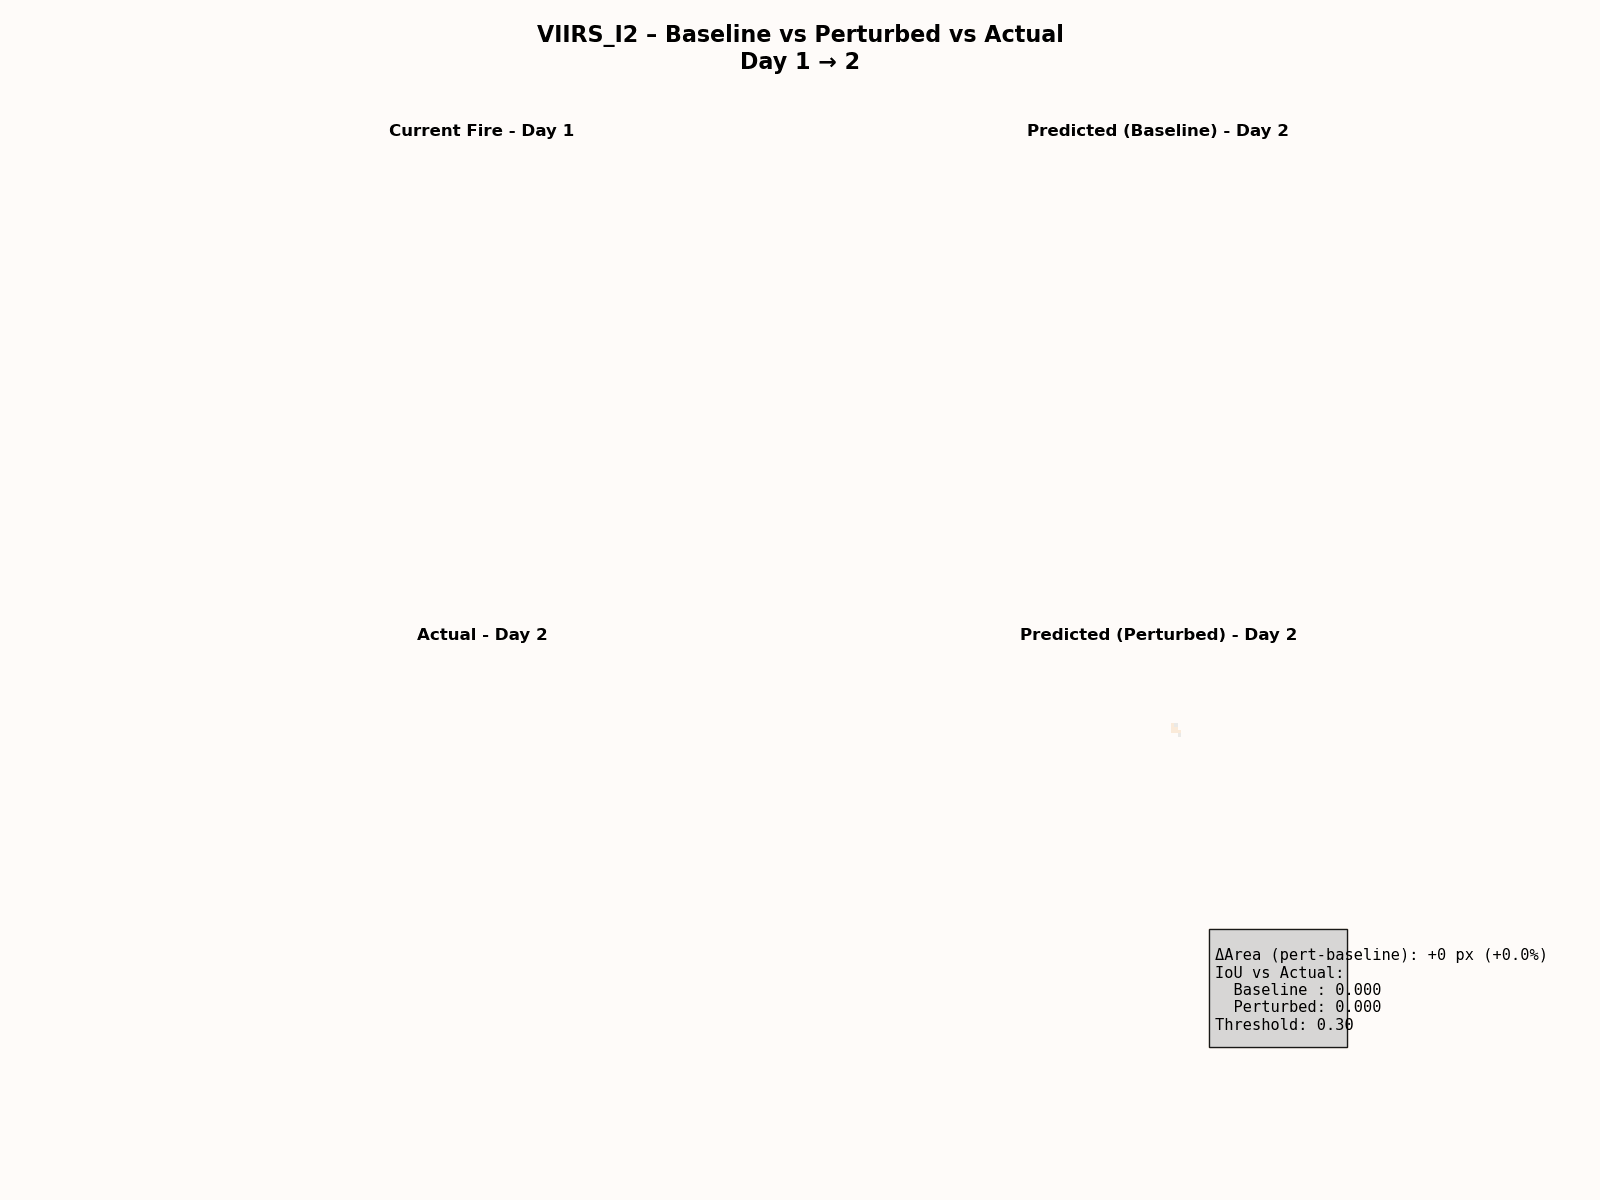 VIIRS_I2 – Baseline vs Perturbed vs Actual
Day 1 → 2
Current Fire - Day 1
Predicted (Baseline) - Day 2
Actual - Day 2
Predicted (Perturbed) - Day 2
ΔArea (pert-baseline): +0 px (+0.0%)
IoU vs Actual:
  Baseline : 0.000
  Perturbed: 0.000
Threshold: 0.30